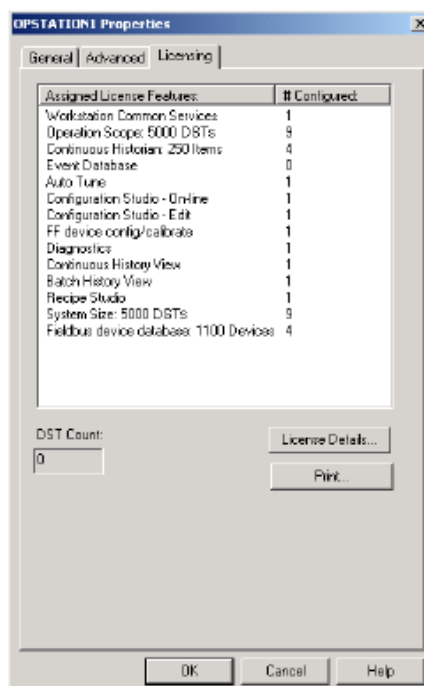 OPSTATION1 Properties
General Advanced Licensing
Assigned License Features: # Configured:
Workstation Common Services 1
Operation Scope: 5000 DSTs 9
Continuous Historian: 250 Items 4
Event Database 0
Auto Tune 1
Configuration Studio - On-line 1
Configuration Studio - Edit 1
FF device config/calibrate 1
Diagnostics 1
Continuous History View 1
Batch History View 1
Recipe Studio 1
System Size: 5000 DSTs 9
Fieldbus device database: 1100 Devices 4
DST Count:
0
License Details...
Print...
OK Cancel Help